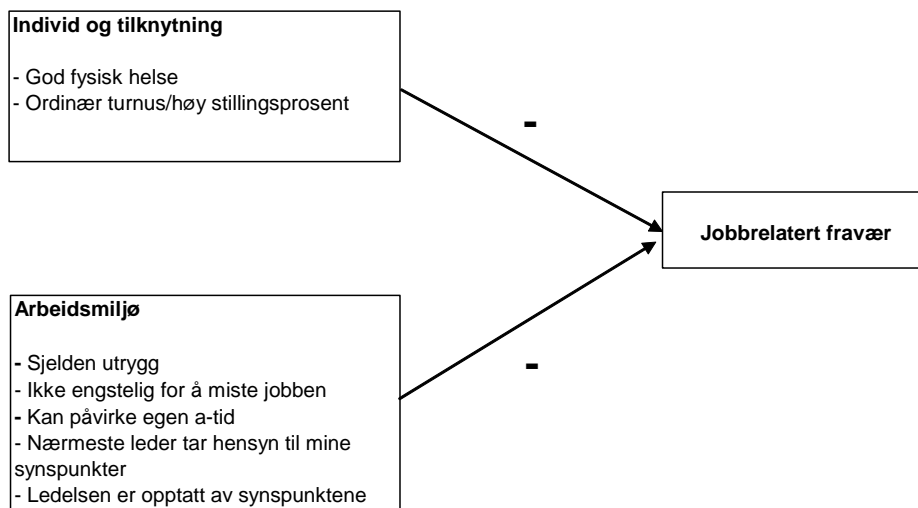 Individ og tilknytning
- God fysisk helse
- Ordinær turnus/høy stillingsprosent
-
Jobbrelatert fravær
Arbeidsmiljø
- Sjelden utrygg
- Ikke engstelig for å miste jobben
- Kan påvirke egen a-tid
- Nærmeste leder tar hensyn til mine
synspunkter
- Ledelsen er opptatt av synspunktene
-